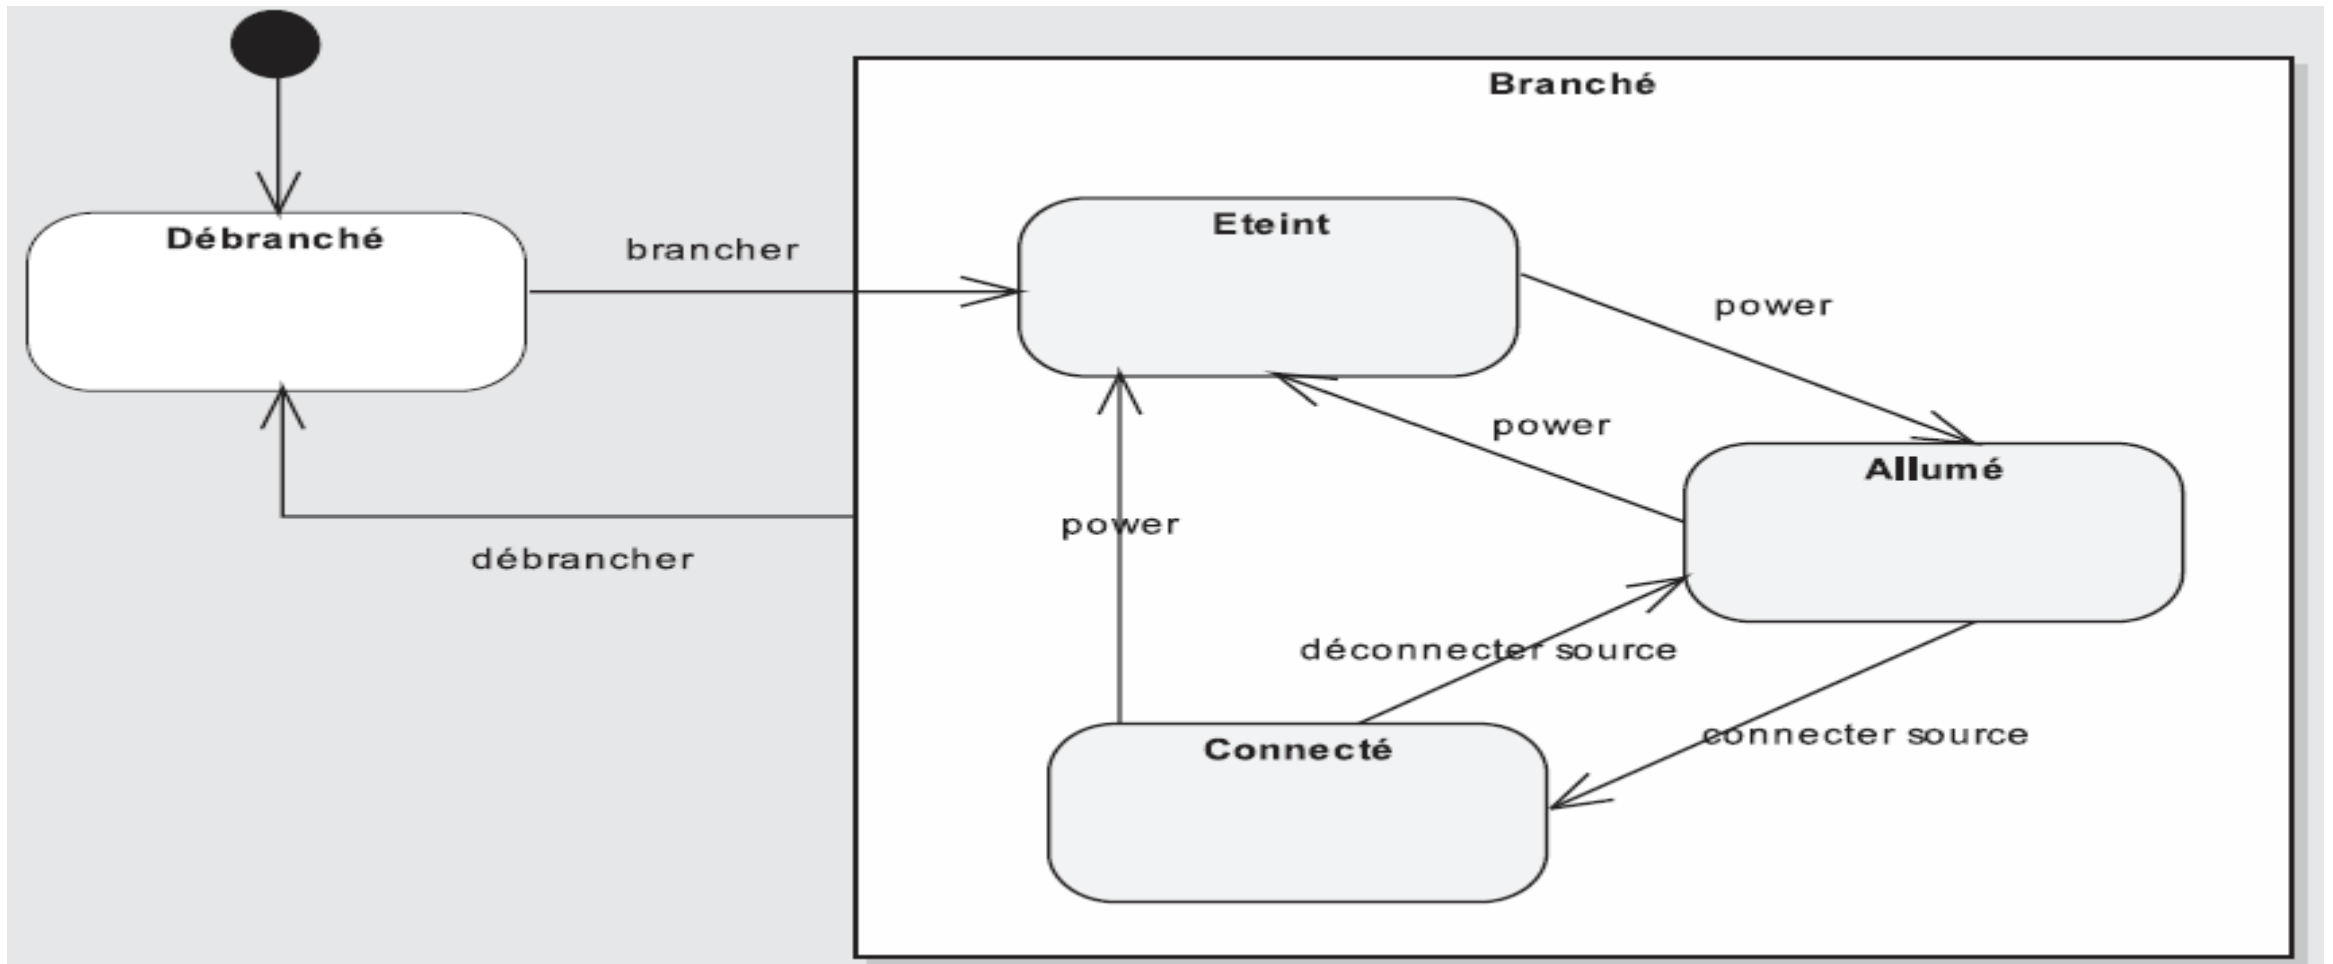 Branché
Débranché
brancher
Eteint
power
power
Allumé
power
débrancher
déconnecter source
connecter source
Connecté